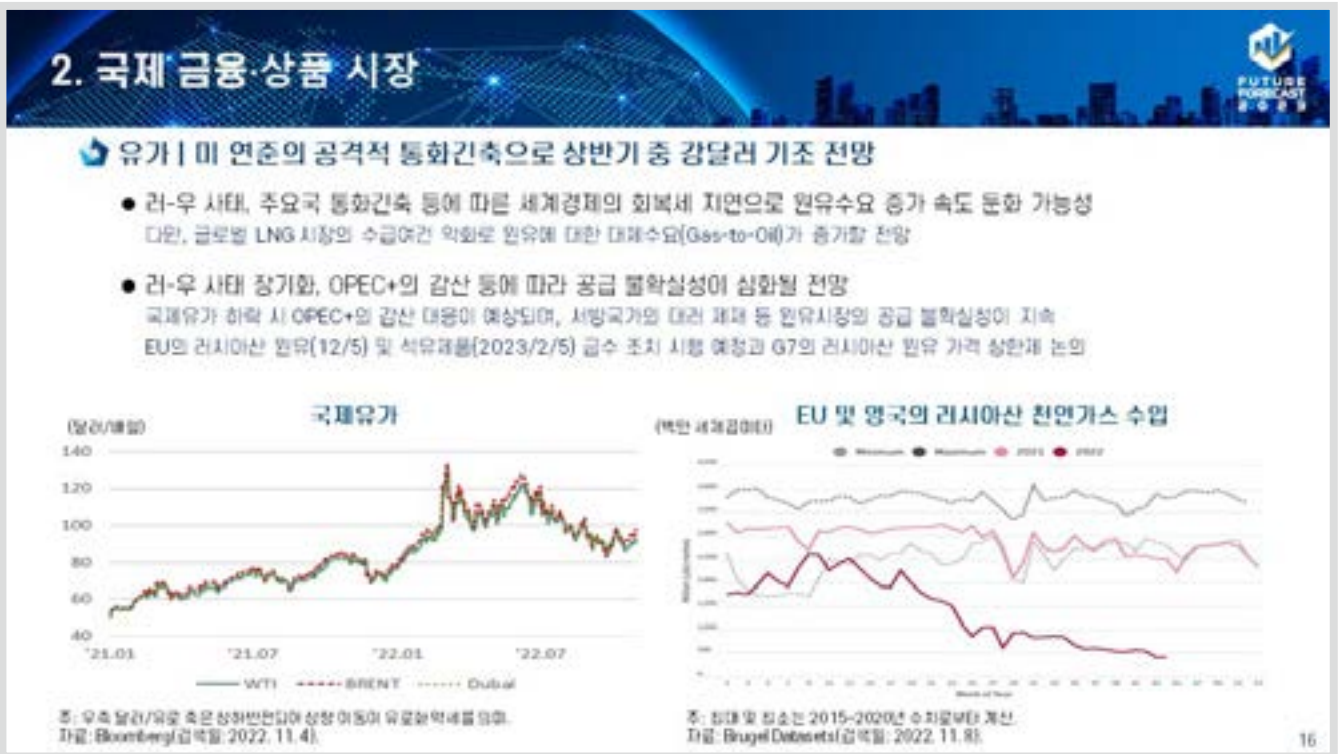 2. 국제 금융·상품 시장
FUTURE
FORECAST
2023
유가 | 미 연준의 공격적 통화긴축으로 상반기 중 강달러 기조 전망
● 러-우 사태, 주요국 통화긴축 등에 따른 세계경제의 회복세 지연으로 원유수요 증가 속도 둔화 가능성
다만, 글로벌 LNG 시장의 수급여건 악화로 원유에 대한 대체수요(Gas-to-Oil)가 증가할 전망
● 러-우 사태 장기화, OPEC+의 감산 등에 따라 공급 불확실성이 심화될 전망
국제유가 하락 시 OPEC+의 감산 대응이 예상되며, 서방국가의 대러 제재 등 원유시장의 공급 불확실성이 지속
EU의 러시아산 원유(12/5) 및 석유제품(2023/2/5) 금수 조치 시행 예정과 G7의 러시아산 원유 가격 상한제 논의
국제유가
(달러/배럴)
140
120
100
80
60
40
'21.01 '21.07 '22.01 '22.07
WTI BRENT Dubai
주: 우측 달러/유로 축은 상하반전되어 상향 이동이 유로화 약세를 의미.
자료: Bloomberg(검색일: 2022. 11. 4).
EU 및 영국의 러시아산 천연가스 수입
(백만 세제곱미터)
Minimum Maximum 2021 2022
주: 최대 및 최소는 2015-2020년 수치로부터 계산.
자료: Brugel Datasets(검색일: 2022. 11. 8).
16